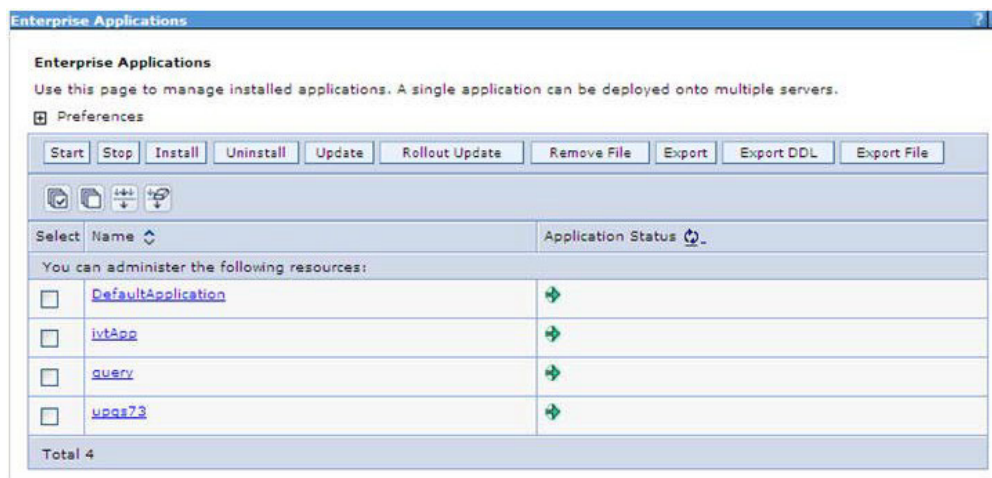 Enterprise Applications ?
Enterprise Applications
Use this page to manage installed applications. A single application can be deployed onto multiple servers.
Preferences
Start Stop Install Uninstall Update Rollout Update Remove File Export Export DDL Export File
Select Name Application Status
You can administer the following resources:
DefaultApplication
ivtApp
query
upgs73
Total 4